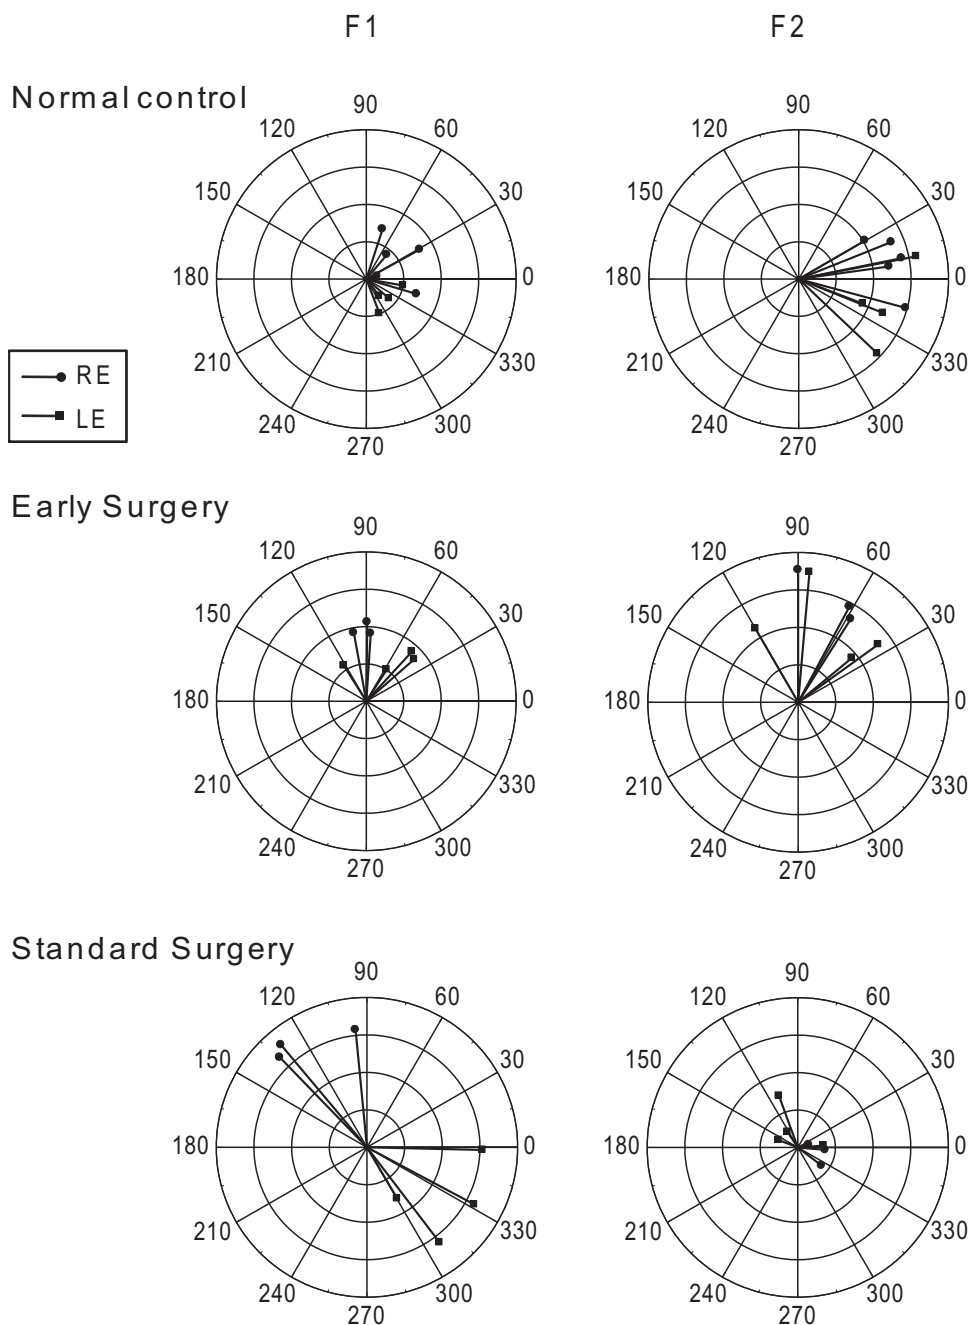 F1 F2
Normal control
90 90
120 60 120 60
150 30 150 30
180 0 180 0
210 330 210 330
240 300 240 300
270 270
RE
LE
Early Surgery
90 90
120 60 120 60
150 30 150 30
180 0 180 0
210 330 210 330
240 300 240 300
270 270
Standard Surgery
90 90
120 60 120 60
150 30 150 30
180 0 180 0
210 330 210 330
240 300 240 300
270 270